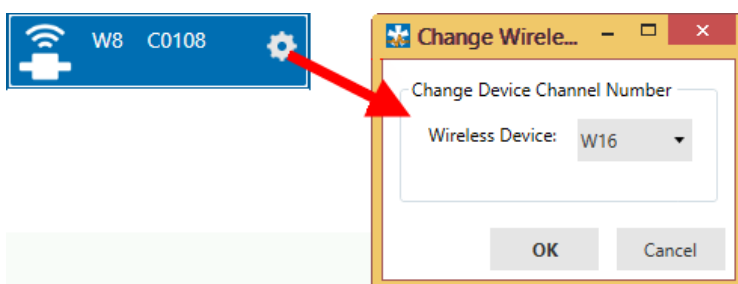 W8 C0108
Change Wirele...
Change Device Channel Number
Wireless Device: W16
OK Cancel